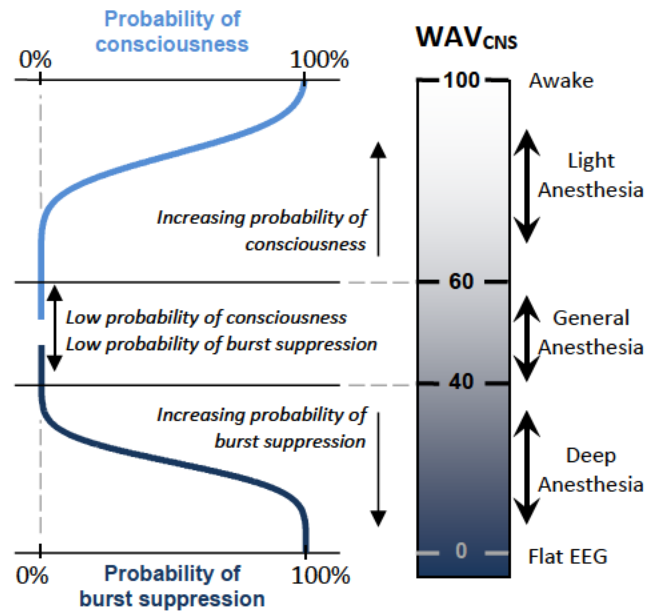 Probability of
consciousness
0%
100%
WAVCNS
100
Awake
Light
Anesthesia
Increasing probability of
consciousness
60
Low probability of consciousness
Low probability of burst suppression
General
Anesthesia
40
Increasing probability of
burst suppression
Deep
Anesthesia
0
Flat EEG
0%
100%
Probability of
burst suppression